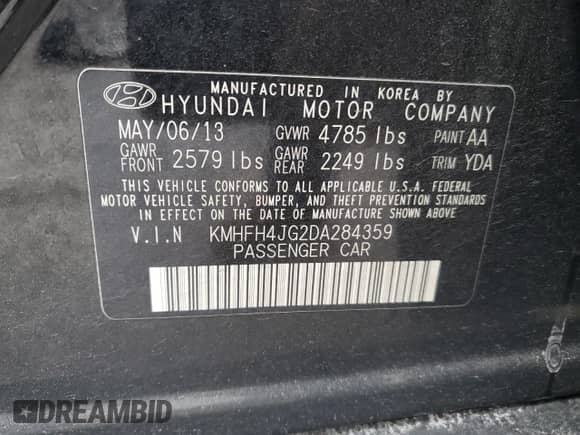 MANUFACTURED IN KOREA BY
HYUNDAI MOTOR COMPANY
MAY/06/13 GVWR 4785 lbs PAINT AA
GAWR FRONT 2579 lbs GAWR REAR 2249 lbs TRIM YDA
THIS VEHICLE CONFORMS TO ALL APPLICABLE U.S.A. FEDERAL
MOTOR VEHICLE SAFETY, BUMPER, AND THEFT PREVENTION STANDARDS
IN EFFECT ON THE DATE OF MANUFACTURE SHOWN ABOVE.
V.I.N KMHFH4JG2DA284359
PASSENGER CAR
DREAMBID